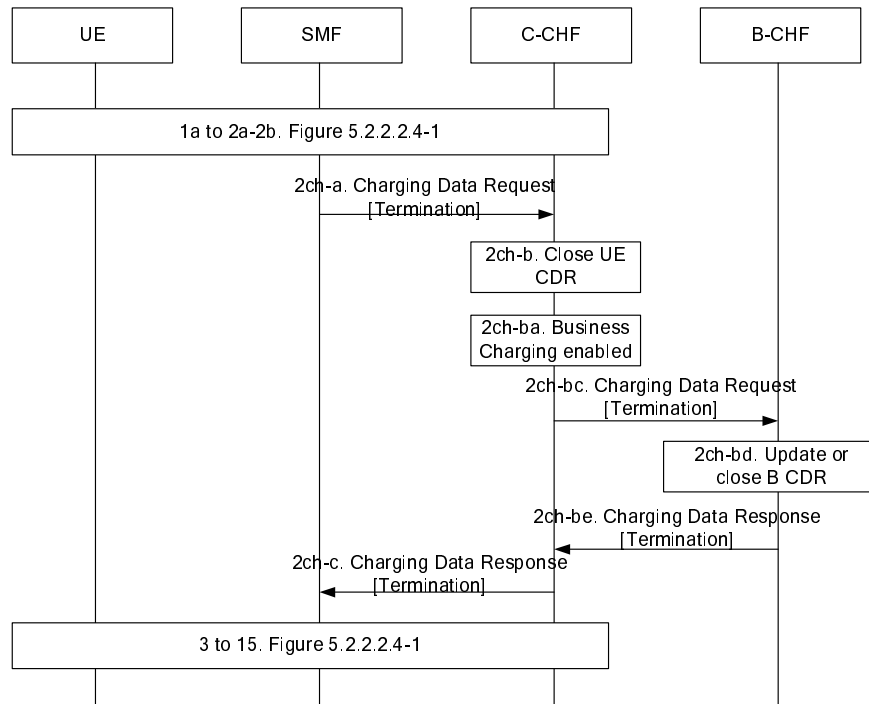 UE
SMF
C-CHF
B-CHF
1a to 2a-2b. Figure 5.2.2.2.4-1
2ch-a. Charging Data Request
[Termination]
2ch-b. Close UE
CDR
2ch-ba. Business
Charging enabled
2ch-bc. Charging Data Request
[Termination]
2ch-bd. Update or
close B CDR
2ch-be. Charging Data Response
[Termination]
2ch-c. Charging Data Response
[Termination]
3 to 15. Figure 5.2.2.2.4-1